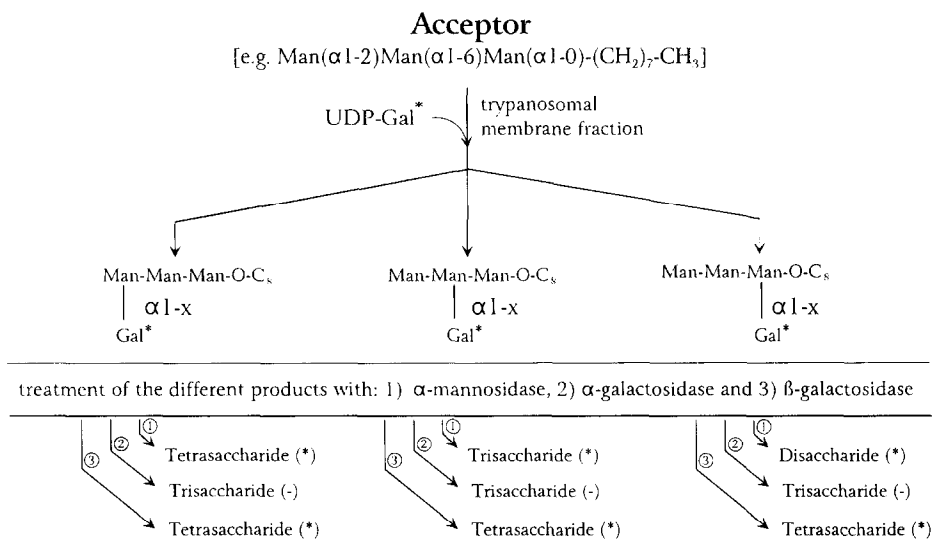 Acceptor
[e.g. Man(α1-2)Man(α1-6)Man(α1-0)-(CH₂)₇-CH₃]
UDP-Gal*
trypanosomal
membrane fraction
Man-Man-Man-O-C₈
α1-x
Gal*
Man-Man-Man-O-C₈
α1-x
Gal*
Man-Man-Man-O-C₈
α1-x
Gal*
treatment of the different products with: 1) α-mannosidase, 2) α-galactosidase and 3) ß-galactosidase
① Tetrasaccharide (*)
② Trisaccharide (-)
③ Tetrasaccharide (*)
① Trisaccharide (*)
② Trisaccharide (-)
③ Tetrasaccharide (*)
① Disaccharide (*)
② Trisaccharide (-)
③ Tetrasaccharide (*)